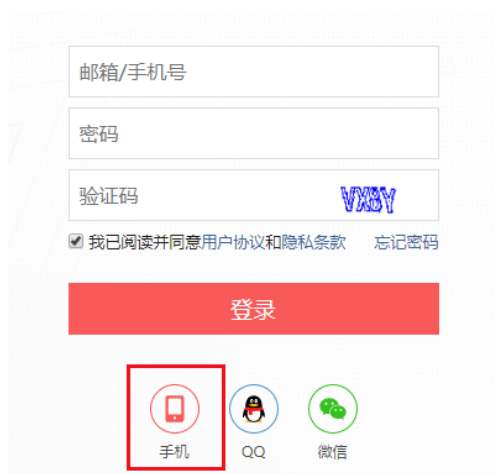 邮箱/手机号
密码
验证码 VX8Y
我已阅读并同意用户协议和隐私条款 忘记密码
登录
手机 QQ 微信